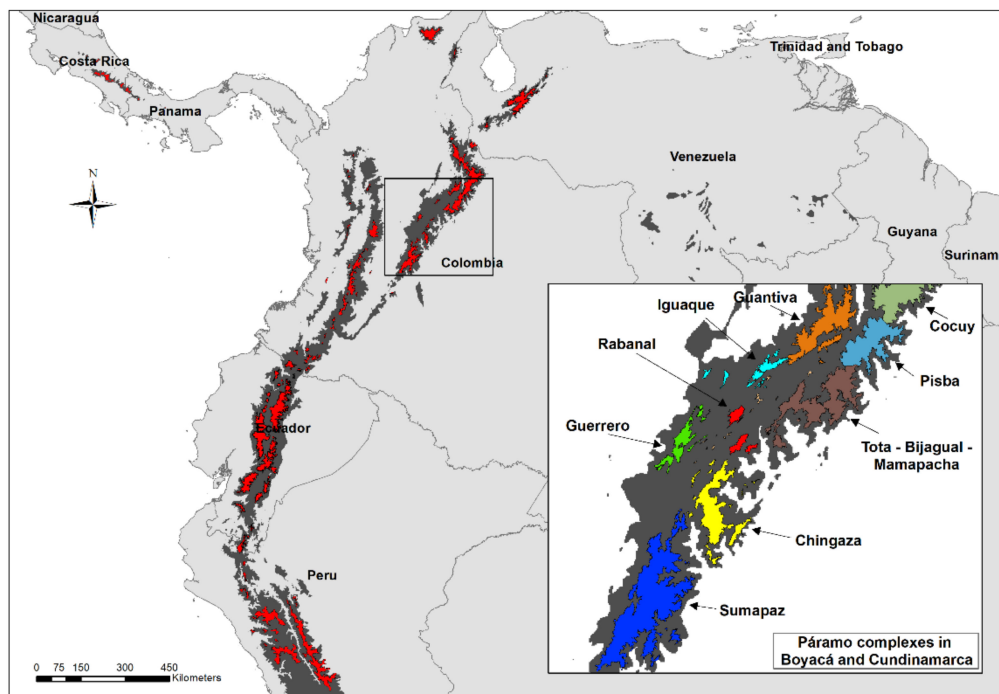 Nicaragua
Costa Rica
Panama
Trinidad and Tobago
Venezuela
Guyana
Surinam
Colombia
N
Ecuador
Peru
0 75 150 300 450
Kilometers
Guantiva
Iguaque
Cocuy
Rabanal
Pisba
Guerrero
Tota - Bijagual -
Mamapacha
Chingaza
Sumapaz
Páramo complexes in
Boyacá and Cundinamarca